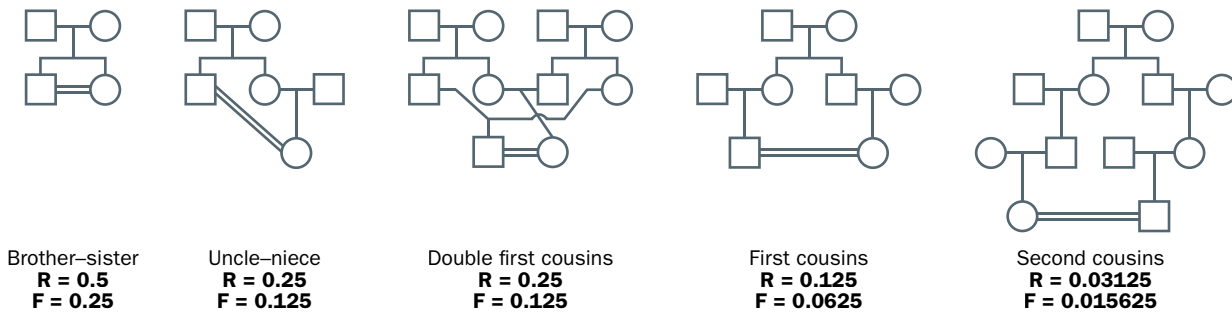 Brother–sister
R = 0.5
F = 0.25
Uncle–niece
R = 0.25
F = 0.125
Double first cousins
R = 0.25
F = 0.125
First cousins
R = 0.125
F = 0.0625
Second cousins
R = 0.03125
F = 0.015625